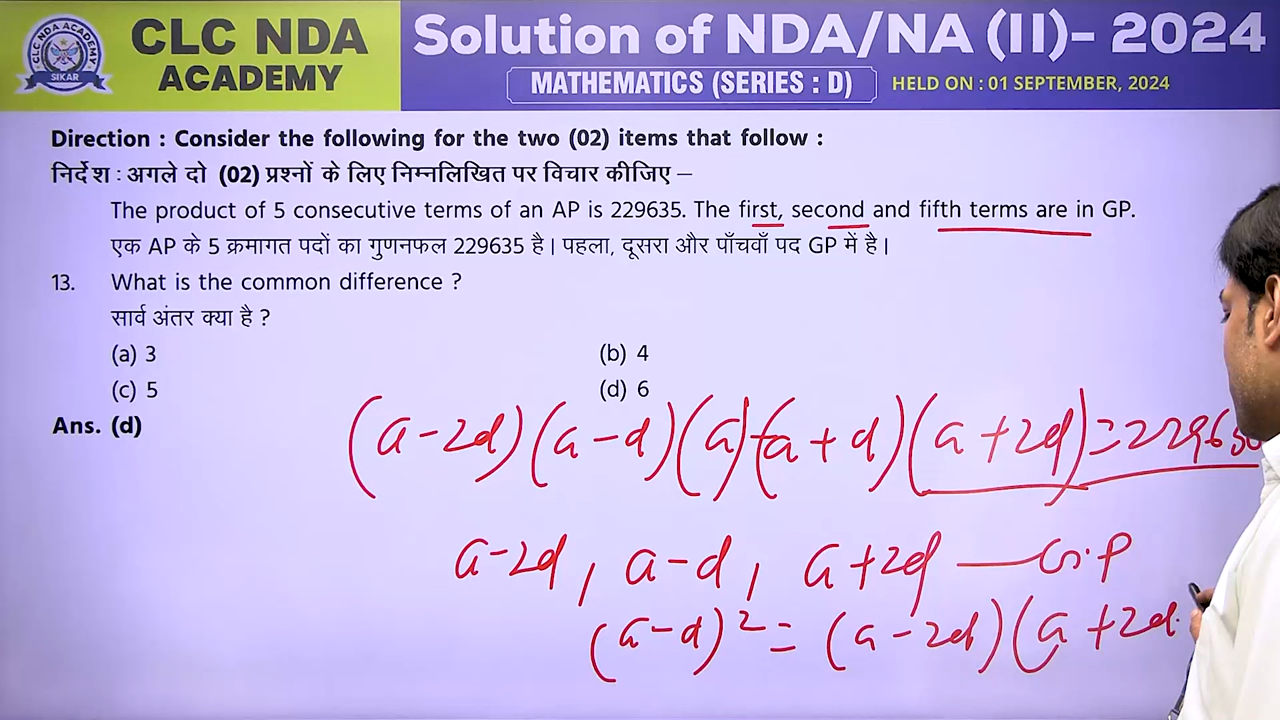 CLC NDA ACADEMY
SIKAR
CLC NDA
ACADEMY
Solution of NDA/NA (II)- 2024
MATHEMATICS (SERIES : D)
HELD ON : 01 SEPTEMBER, 2024
Direction : Consider the following for the two (02) items that follow :
निर्देश : अगले दो (02) प्रश्नों के लिए निम्नलिखित पर विचार कीजिए –
The product of 5 consecutive terms of an AP is 229635. The first, second and fifth terms are in GP.
एक AP के 5 क्रमागत पदों का गुणनफल 229635 है। पहला, दूसरा और पाँचवाँ पद GP में है।
13. What is the common difference ?
सार्व अंतर क्या है ?
(a) 3 (b) 4
(c) 5 (d) 6
Ans. (d)
(a-2d)(a-d)(a)(a+d)(a+2d)=22963
a-2d, a-d, a+2d — G.P
(a-d)²=(a-2d)(a+2d